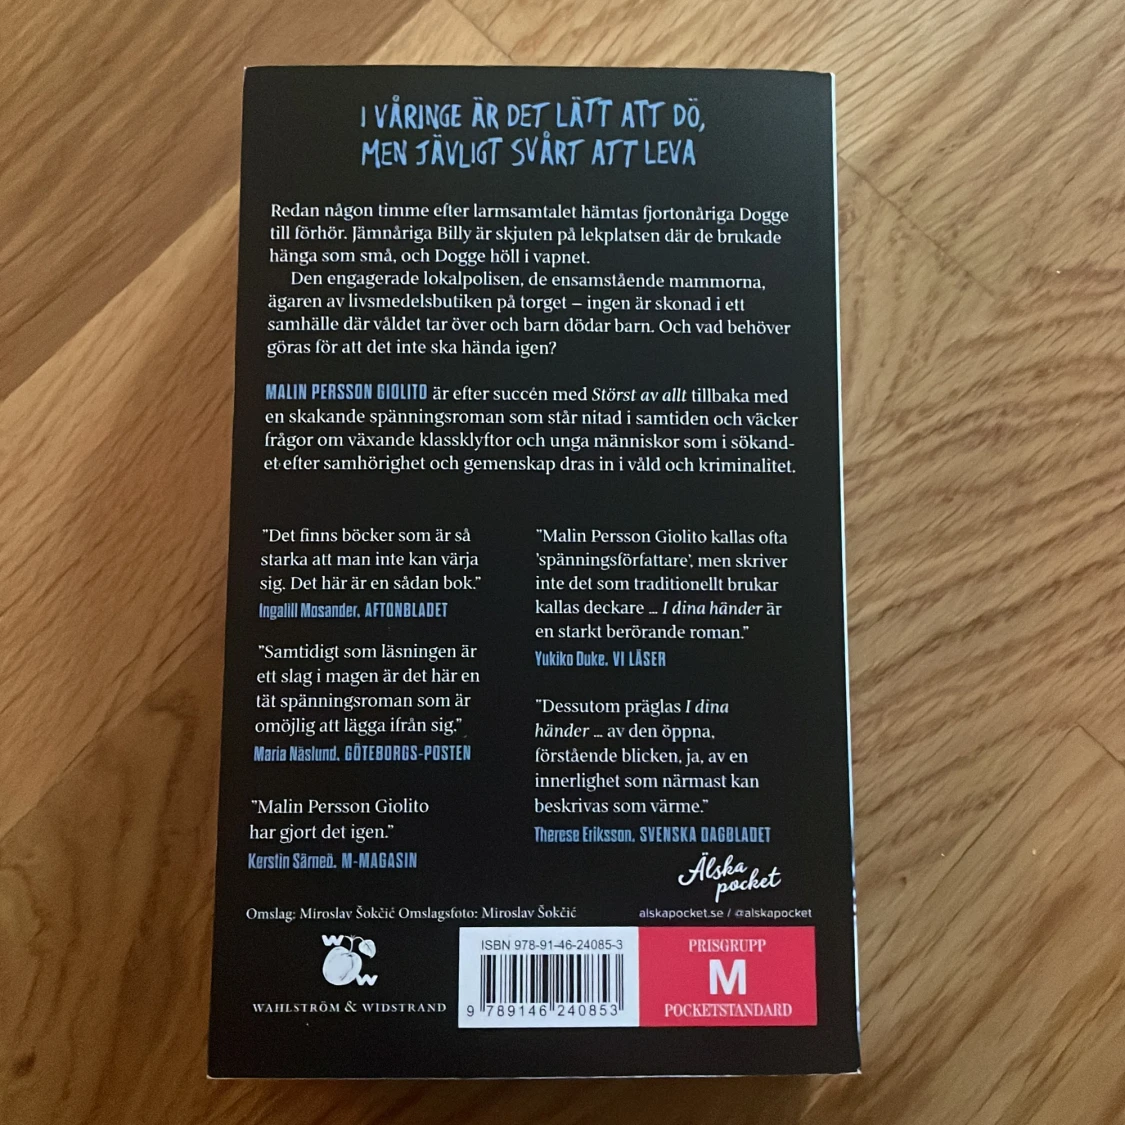 I VÅRINGE ÄR DET LÄTT ATT DÖ,
MEN JÄVLIGT SVÅRT ATT LEVA
Redan någon timme efter larmsamtalet hämtas fjortonåriga Dogge
till förhör. Jämnåriga Billy är skjuten på lekplatsen där de brukade
hänga som små, och Dogge höll i vapnet.
Den engagerade lokalpolisen, de ensamstående mammorna,
ägaren av livsmedelsbutiken på torget – ingen är skonad i ett
samhälle där våldet tar över och barn dödar barn. Och vad behöver
göras för att det inte ska hända igen?
MALIN PERSSON GIOLITO är efter succén med Störst av allt tillbaka med
en skakande spänningsroman som står nitad i samtiden och väcker
frågor om växande klassklyftor och unga människor som i sökand-
et efter samhörighet och gemenskap dras in i våld och kriminalitet.
”Det finns böcker som är så
starka att man inte kan värja
sig. Det här är en sådan bok.”
Ingalill Mosander, AFTONBLADET
”Samtidigt som läsningen är
ett slag i magen är det här en
tät spänningsroman som är
omöjlig att lägga ifrån sig.”
Maria Näslund, GÖTEBORGS-POSTEN
”Malin Persson Giolito
har gjort det igen.”
Kerstin Särneö, M-MAGASIN
”Malin Persson Giolito kallas ofta
’spänningsförfattare’, men skriver
inte det som traditionellt brukar
kallas deckare ... I dina händer är
en starkt berörande roman.”
Yukiko Duke, VI LÄSER
”Dessutom präglas I dina
händer ... av den öppna,
förstående blicken, ja, av en
innerlighet som närmast kan
beskrivas som värme.”
Therese Eriksson, SVENSKA DAGBLADET
Älska
pocket
alskapocket.se / @alskapocket
Omslag: Miroslav Šokčić Omslagsfoto: Miroslav Šokčić
W W
WAHLSTRÖM & WIDSTRAND
ISBN 978-91-46-24085-3
9 789146 240853
PRISGRUPP
M
POCKETSTANDARD